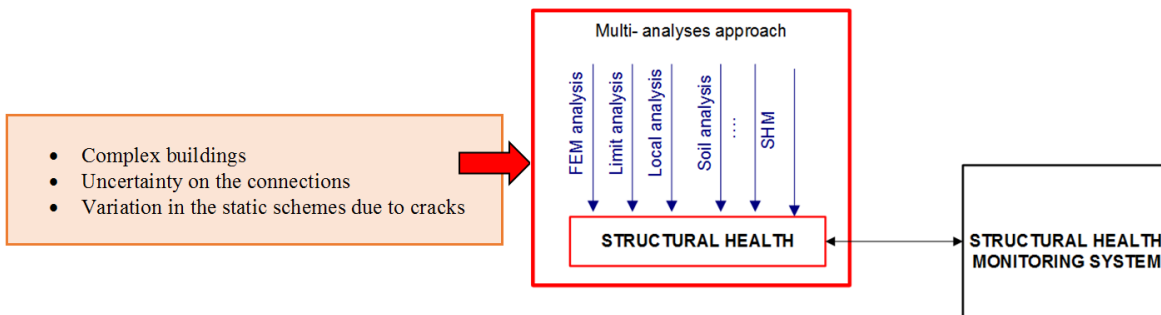 Multi- analyses approach
FEM analysis
Limit analysis
Local analysis
Soil analysis
....
SHM
• Complex buildings
• Uncertainty on the connections
• Variation in the static schemes due to cracks
STRUCTURAL HEALTH
STRUCTURAL HEALTH
MONITORING SYSTEM